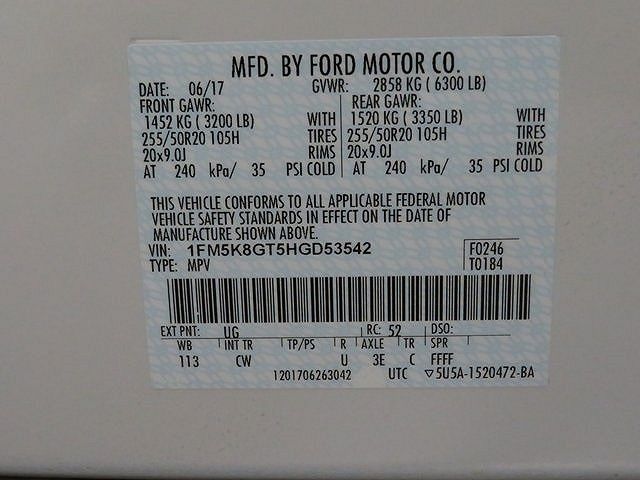 MFD. BY FORD MOTOR CO.
DATE: 06/17 GVWR: 2858 KG ( 6300 LB)
FRONT GAWR: REAR GAWR:
1452 KG ( 3200 LB) WITH 1520 KG ( 3350 LB) WITH
255/50R20 105H TIRES 255/50R20 105H TIRES
20x9.0J RIMS 20x9.0J RIMS
AT 240 kPa/ 35 PSI COLD AT 240 kPa/ 35 PSI COLD
THIS VEHICLE CONFORMS TO ALL APPLICABLE FEDERAL MOTOR
VEHICLE SAFETY STANDARDS IN EFFECT ON THE DATE OF
MANUFACTURE SHOWN ABOVE.
VIN: 1FM5K8GT5HGD53542 F0246
TYPE: MPV T0184
EXT PNT: UG RC: 52 DSO:
WB INT TR TP/PS R AXLE TR SPR
113 CW U 3E C FFFF
1201706263042 UTC ▽5U5A-1520472-BA